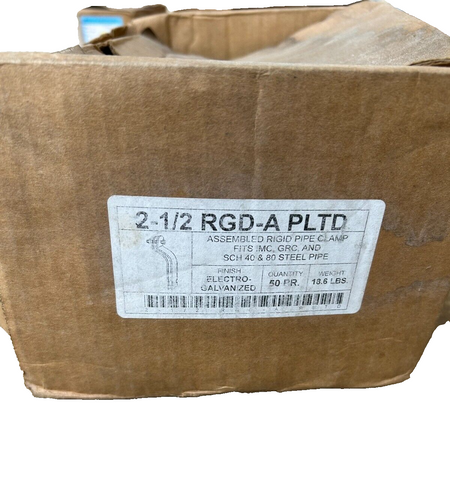 2-1/2 RGD-A PLTD
ASSEMBLED RIGID PIPE CLAMP
FITS IMC, GRC, AND
SCH 40 & 80 STEEL PIPE
FINISH
ELECTRO-
GALVANIZED
QUANTITY
50 PR.
WEIGHT
18.6 LBS.